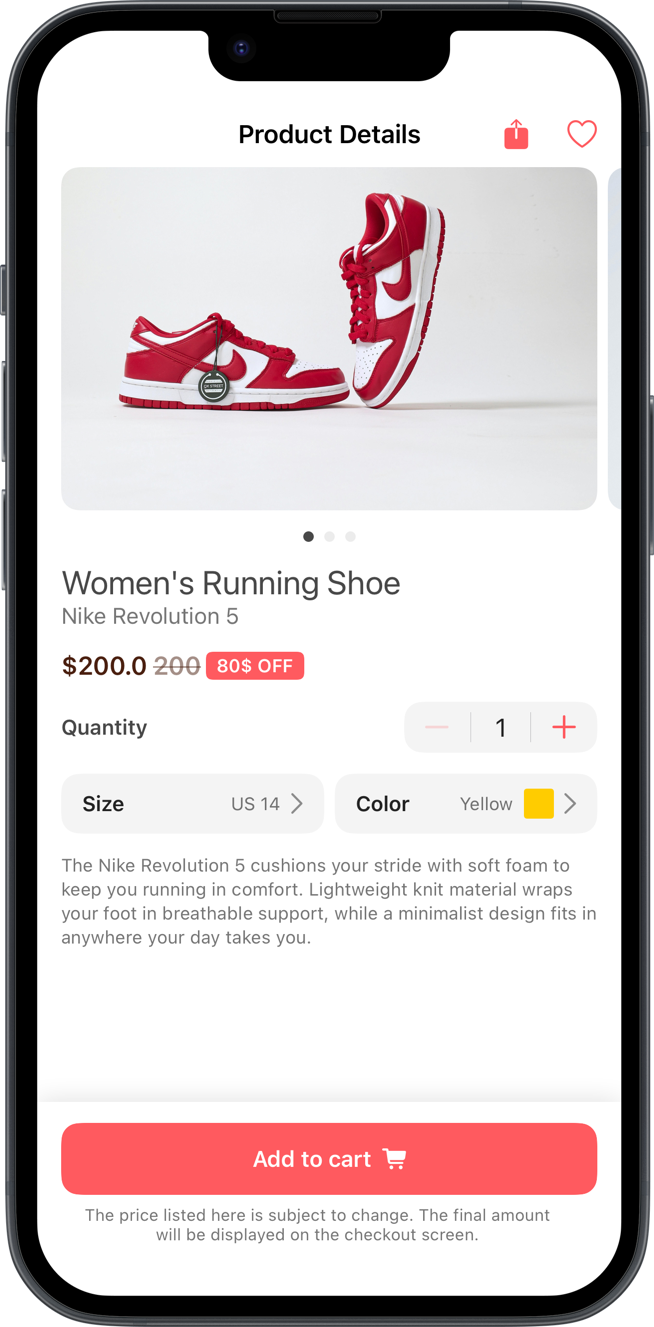 Product Details
Women's Running Shoe
Nike Revolution 5
$200.0 200 80$ OFF
Quantity
1
Size US 14
Color Yellow
The Nike Revolution 5 cushions your stride with soft foam to
keep you running in comfort. Lightweight knit material wraps
your foot in breathable support, while a minimalist design fits in
anywhere your day takes you.
Add to cart
The price listed here is subject to change. The final amount
will be displayed on the checkout screen.